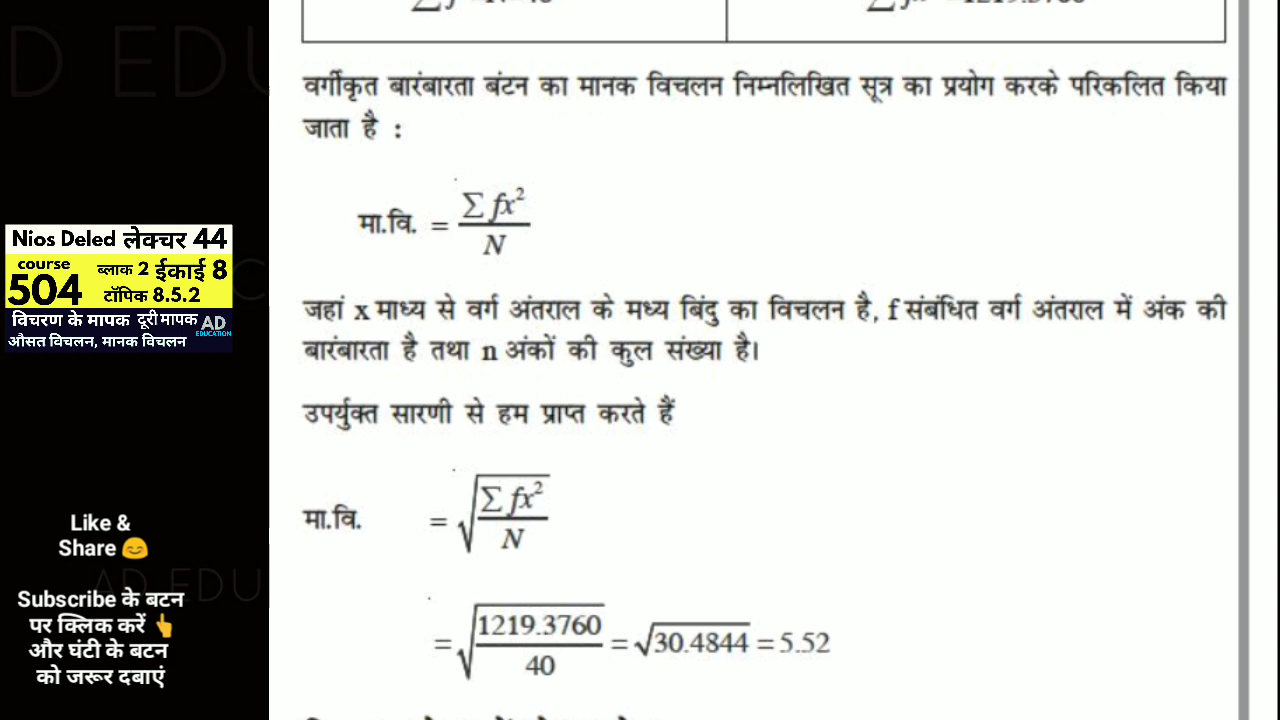 वर्गीकृत बारंबारता बंटन का मानक विचलन निम्नलिखित सूत्र का प्रयोग करके परिकलित किया
जाता है :
मा.वि. = ∑ fx² / N
जहां x माध्य से वर्ग अंतराल के मध्य बिंदु का विचलन है, f संबंधित वर्ग अंतराल में अंक की
बारंबारता है तथा n अंकों की कुल संख्या है।
उपर्युक्त सारणी से हम प्राप्त करते हैं
मा.वि. = √(∑ fx² / N)
= √(1219.3760 / 40) = √30.4844 = 5.52
Nios Deled लेक्चर 44
course
504
ब्लाक 2 ईकाई 8
टॉपिक 8.5.2
विचरण के मापक दूरी मापक
औसत विचलन, मानक विचलन
AD
EDUCATION
Like &
Share 😊
Subscribe के बटन
पर क्लिक करें 👆
और घंटी के बटन
को जरूर दबाएं
AD EDU